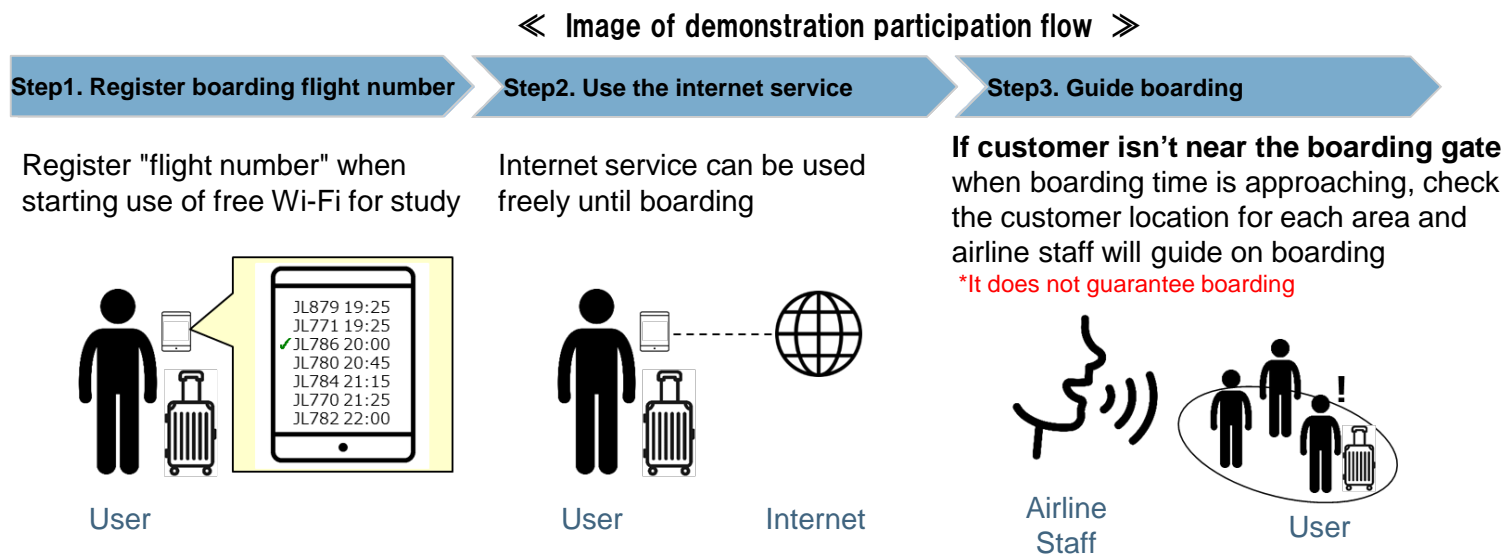 ≪ Image of demonstration participation flow ≫
Step1. Register boarding flight number
Step2. Use the internet service
Step3. Guide boarding
Register "flight number" when
starting use of free Wi-Fi for study
Internet service can be used
freely until boarding
If customer isn’t near the boarding gate
when boarding time is approaching, check
the customer location for each area and
airline staff will guide on boarding
*It does not guarantee boarding
JL879 19:25
JL771 19:25
✓JL786 20:00
JL780 20:45
JL784 21:15
JL770 21:25
JL782 22:00
!
User
User
Internet
Airline
Staff
User